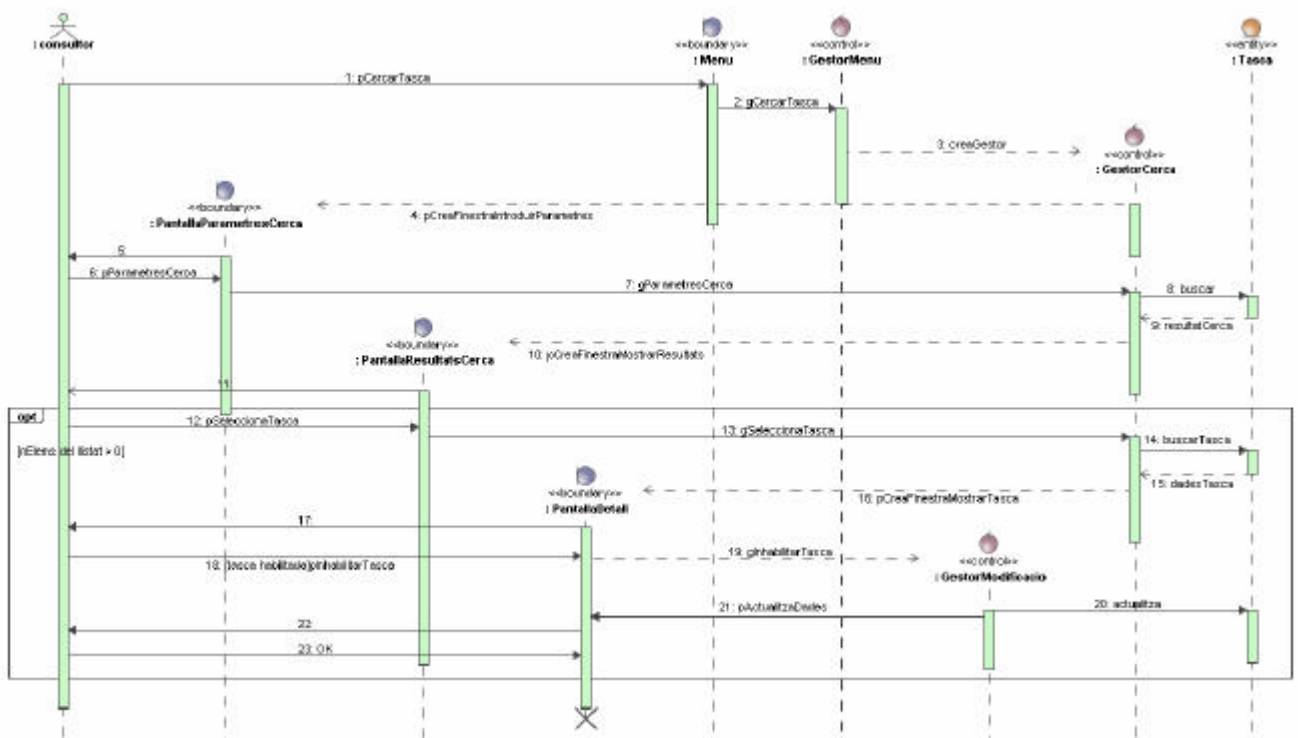 : consultor
<<boundary>>
: Menu
<<control>>
: GestorMenu
<<entity>>
: Tasca
1: pCercarTasca
2: gCercarTasca
3: creaGestor
<<control>>
: GestorCerca
<<boundary>>
: PantallaParametresCerca
4: pCreaFinestraIntroduirParametres
5:
6: pParametresCerca
7: gParametresCerca
8: buscar
9: resultatCerca
<<boundary>>
: PantallaResultatsCerca
10: pCreaFinestraMostrarResultats
11:
opt
12: pSeleccionaTasca
13: gSeleccionaTasca
14: buscarTasca
[nElems del llistat > 0]
15: dadesTasca
<<boundary>>
: PantallaDetall
16: pCreaFinestraMostrarTasca
17:
18: [tasca habilitada]pInhabilitarTasca
19: gInhabilitarTasca
<<control>>
: GestorModificacio
20: actualitza
21: pActualitzaDades
22:
23: OK